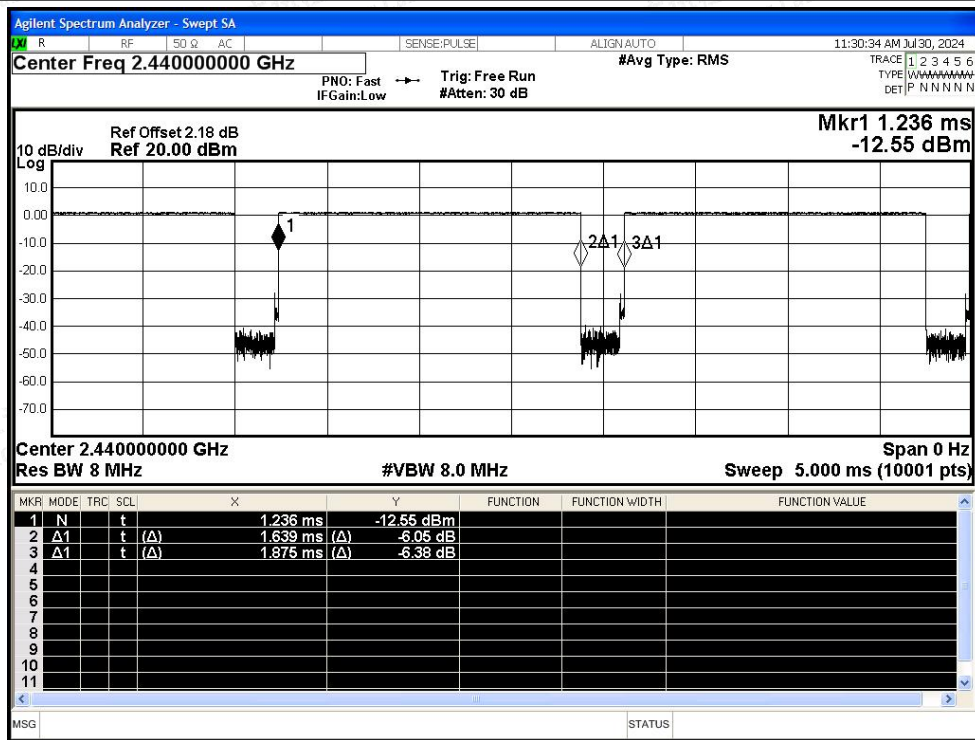 Agilent Spectrum Analyzer - Swept SA
LXI R RF 50 Ω AC SENSE:PULSE ALIGN AUTO 11:30:34 AM Jul 30, 2024
Center Freq 2.440000000 GHz
#Avg Type: RMS
TRACE 1 2 3 4 5 6
PNO: Fast Trig: Free Run
TYPE WWWWWW
IFGain:Low #Atten: 30 dB
DET P N N N N N
Mkr1 1.236 ms
-12.55 dBm
Ref Offset 2.18 dB
10 dB/div Ref 20.00 dBm
Log
10.0
0.00
-10.0
-20.0
-30.0
-40.0
-50.0
-60.0
-70.0
1
2Δ1
3Δ1
Center 2.440000000 GHz Span 0 Hz
Res BW 8 MHz #VBW 8.0 MHz Sweep 5.000 ms (10001 pts)
MKR MODE TRC SCL X Y FUNCTION FUNCTION WIDTH FUNCTION VALUE
1 N t 1.236 ms -12.55 dBm
2 Δ1 t (Δ) 1.639 ms (Δ) -6.05 dB
3 Δ1 t (Δ) 1.875 ms (Δ) -6.38 dB
4
5
6
7
8
9
10
11
MSG STATUS